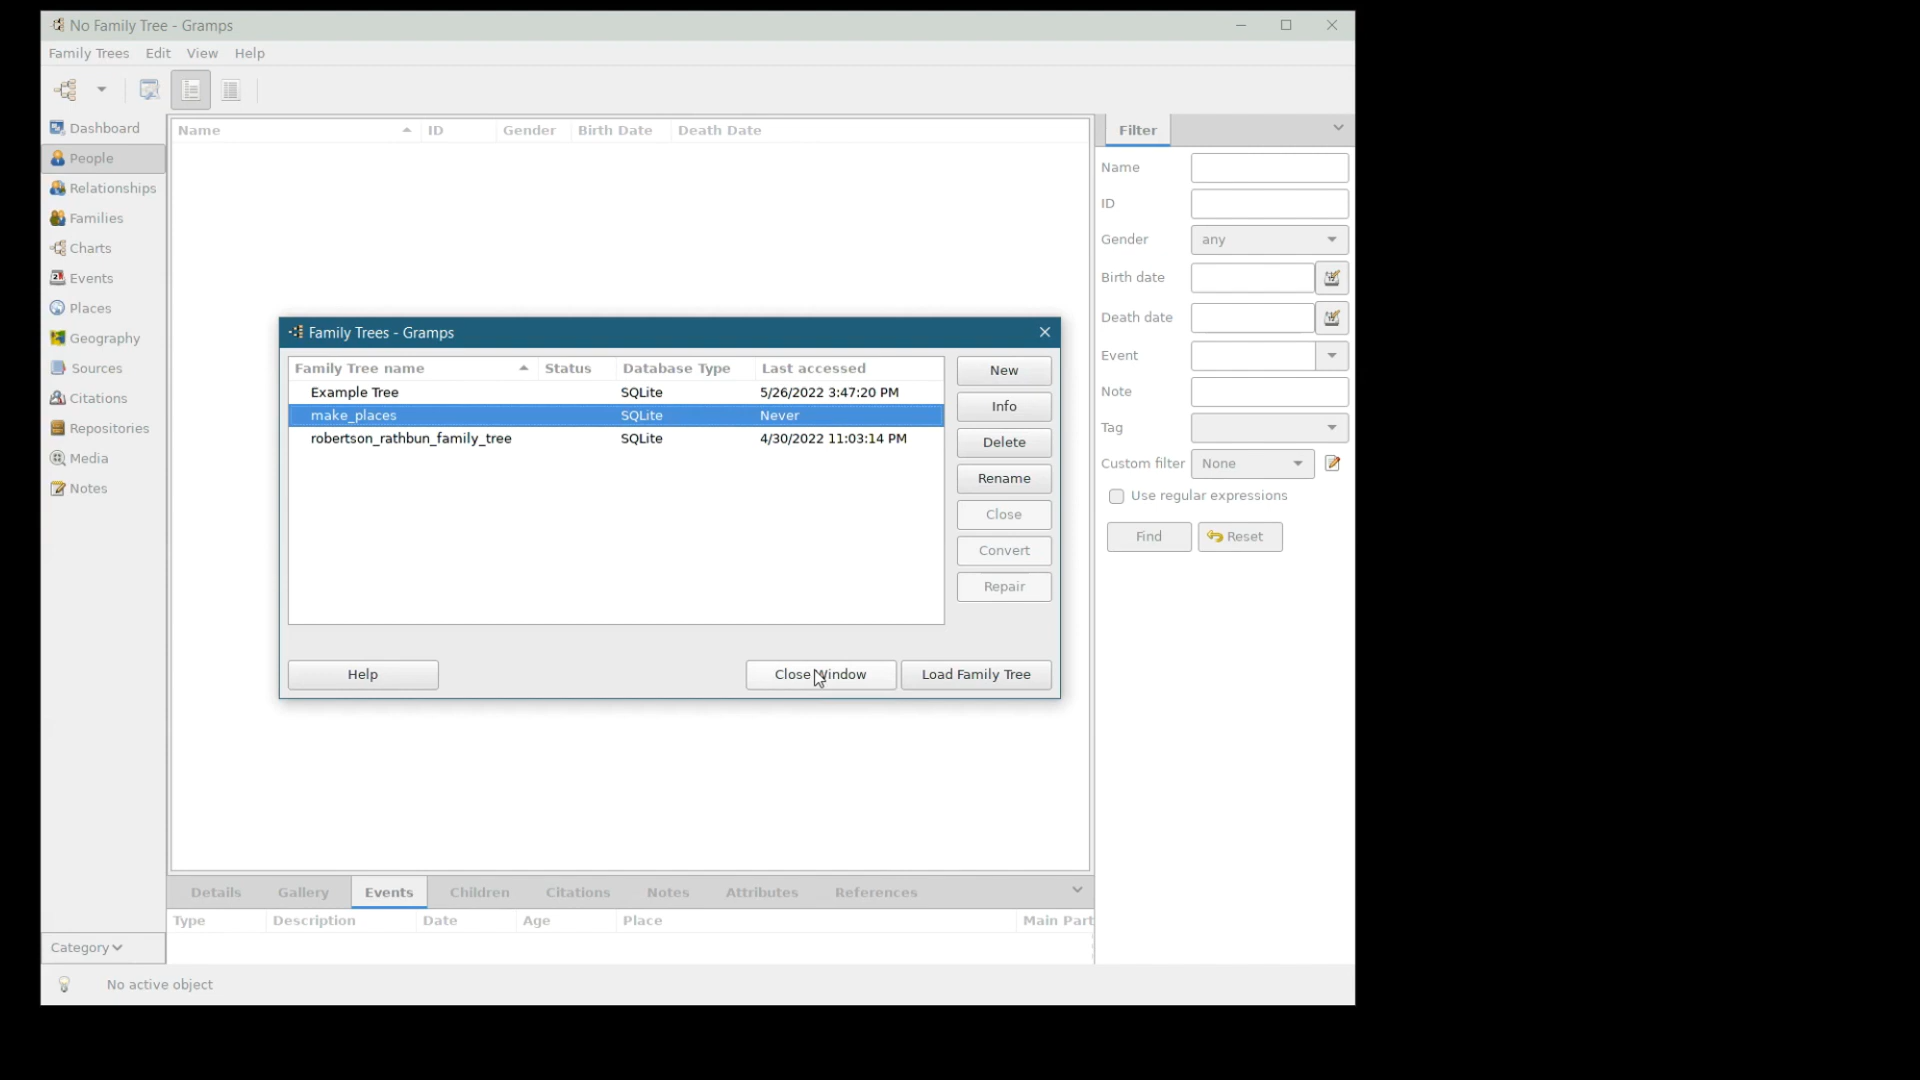 No Family Tree - Gramps
Family Trees Edit View Help
Dashboard
People
Relationships
Families
Charts
Events
Places
Geography
Sources
Citations
Repositories
Media
Notes
Category
Name ID Gender Birth Date Death Date
Filter
Name
ID
Gender any
Birth date
Death date
Event
Note
Tag
Custom filter None
Use regular expressions
Find Reset
Family Trees - Gramps
Family Tree name Status Database Type Last accessed
Example Tree SQLite 5/26/2022 3:47:20 PM
make_places SQLite Never
robertson_rathbun_family_tree SQLite 4/30/2022 11:03:14 PM
New
Info
Delete
Rename
Close
Convert
Repair
Help Close Window Load Family Tree
Details Gallery Events Children Citations Notes Attributes References
Type Description Date Age Place Main Part
No active object